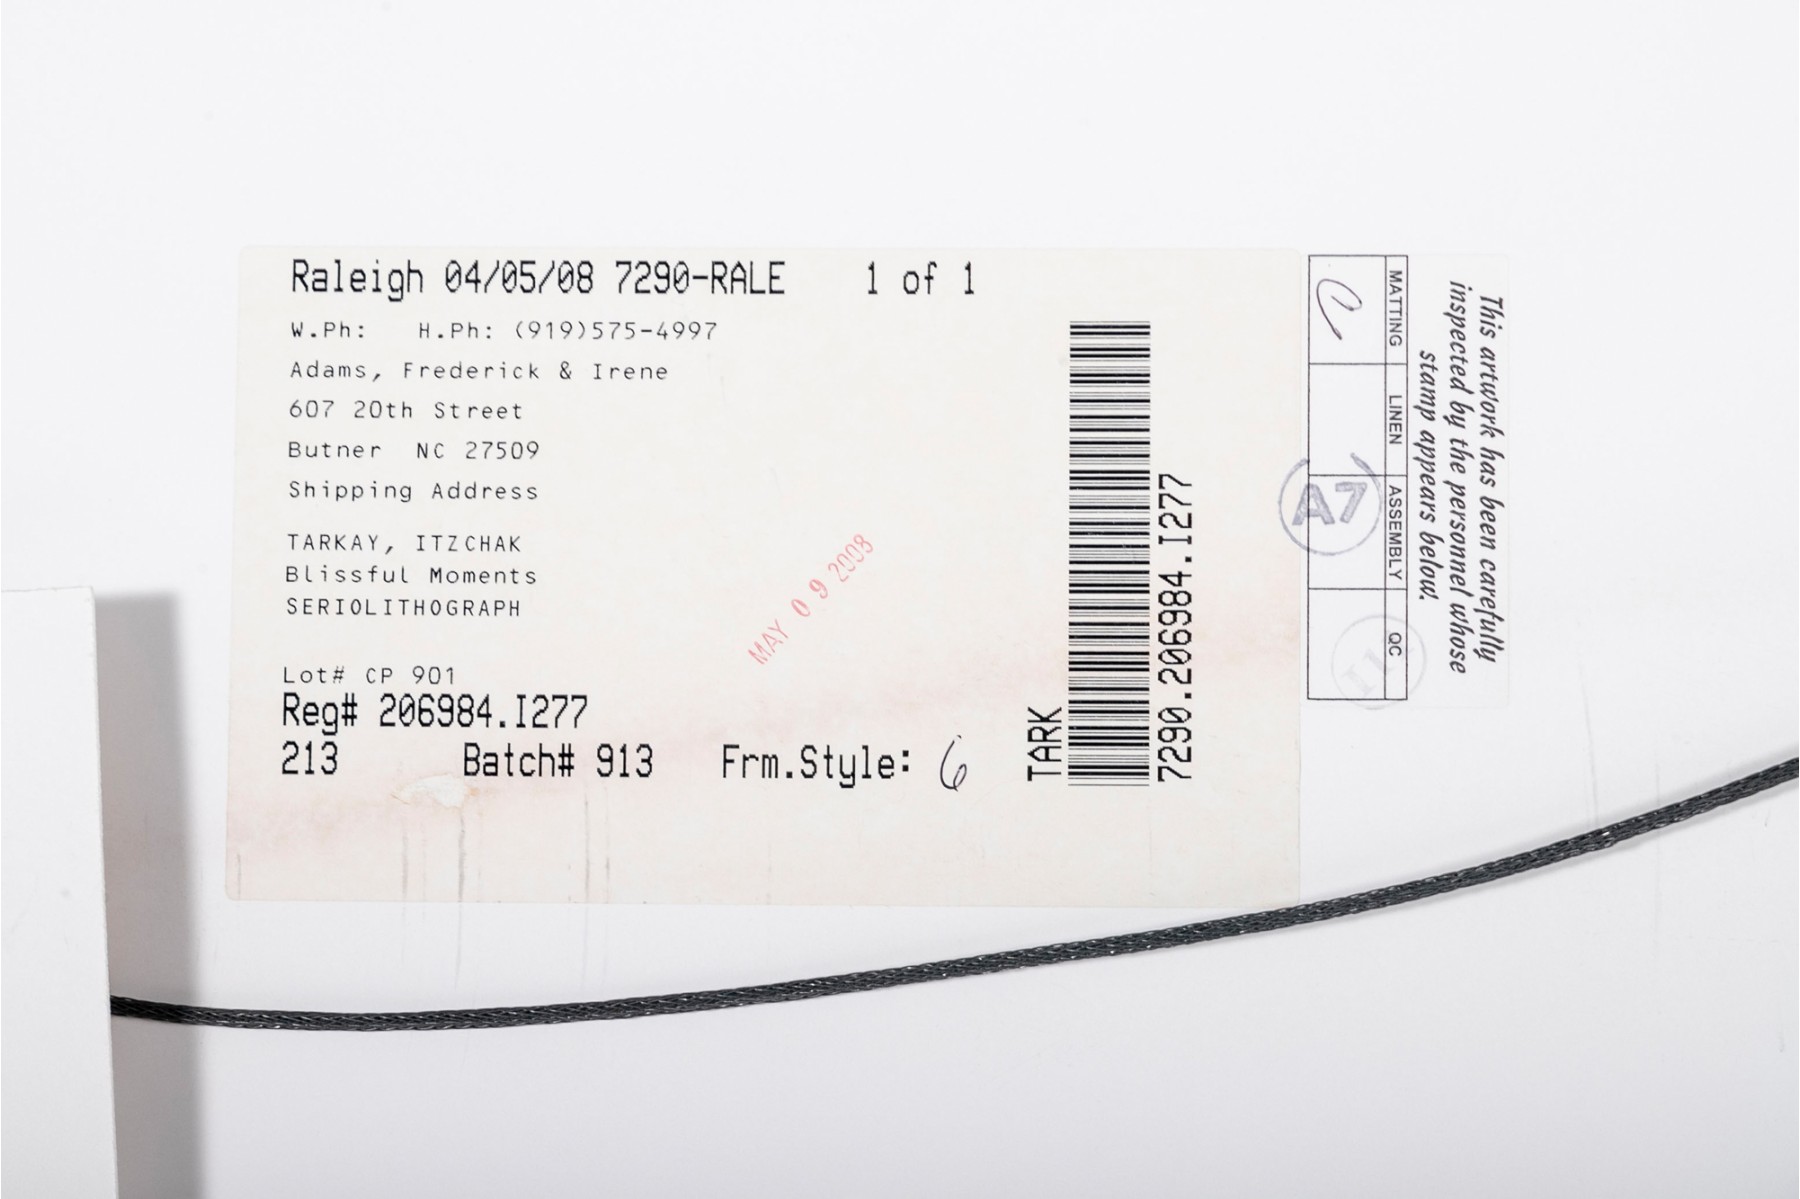 Raleigh 04/05/08 7290-RALE 1 of 1
W.Ph: H.Ph: (919)575-4997
Adams, Frederick & Irene
607 20th Street
Butner NC 27509
Shipping Address
TARKAY, ITZCHAK
Blissful Moments
SERIOLITHOGRAPH
MAY 09 2008
Lot# CP 901
Reg# 206984.I277
213 Batch# 913 Frm.Style: 6
TARK
7290.206984.I277
This artwork has been carefully
inspected by the personnel whose
stamp appears below.
MATTING LINEN ASSEMBLY QC
C A7